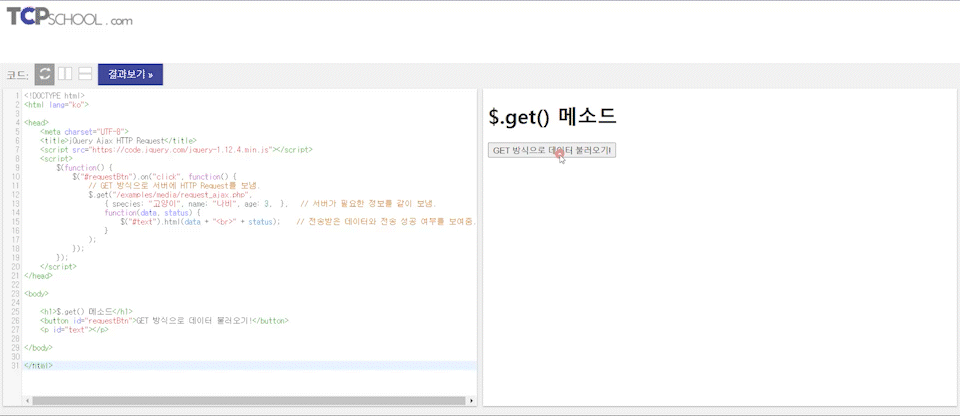 TCPSCHOOL.com
코드:
결과보기 »
1 <!DOCTYPE html>
2 <html lang="ko">
3
4 <head>
5 <meta charset="UTF-8">
6 <title>jQuery Ajax HTTP Request</title>
7 <script src="https://code.jquery.com/jquery-1.12.4.min.js"></script>
8 <script>
9 $(function() {
10 $("#requestBtn").on("click", function() {
11 // GET 방식으로 서버에 HTTP Request를 보냄.
12 $.get("/examples/media/request_ajax.php",
13 { species: "고양이", name: "나비", age: 3, }, // 서버가 필요한 정보를 같이 보냄.
14 function(data, status) {
15 $("#text").html(data + "<br>" + status); // 전송받은 데이터와 전송 성공 여부를 보여줌.
16 }
17 );
18 });
19 });
20 </script>
21 </head>
22
23 <body>
24
25 <h1>$.get() 메소드</h1>
26 <button id="requestBtn">GET 방식으로 데이터 불러오기!</button>
27 <p id="text"></p>
28
29 </body>
30
31 </html>
$.get() 메소드
GET 방식으로 데이터 불러오기!